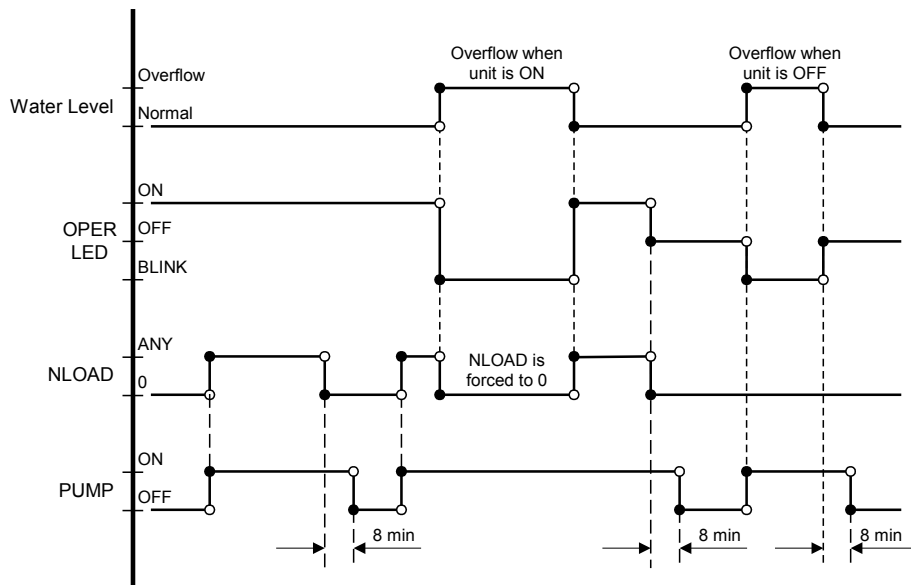 Overflow when
unit is ON
Overflow when
unit is OFF
Overflow
Water Level
Normal
ON
OPER
LED
OFF
BLINK
ANY
NLOAD
0
NLOAD is
forced to 0
ON
PUMP
OFF
8 min
8 min
8 min